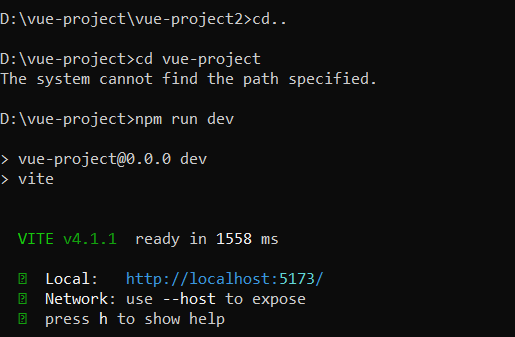 D:\vue-project\vue-project2>cd..
D:\vue-project>cd vue-project
The system cannot find the path specified.
D:\vue-project>npm run dev
> vue-project@0.0.0 dev
> vite
VITE v4.1.1  ready in 1558 ms
Local:   http://localhost:5173/
Network: use --host to expose
press h to show help